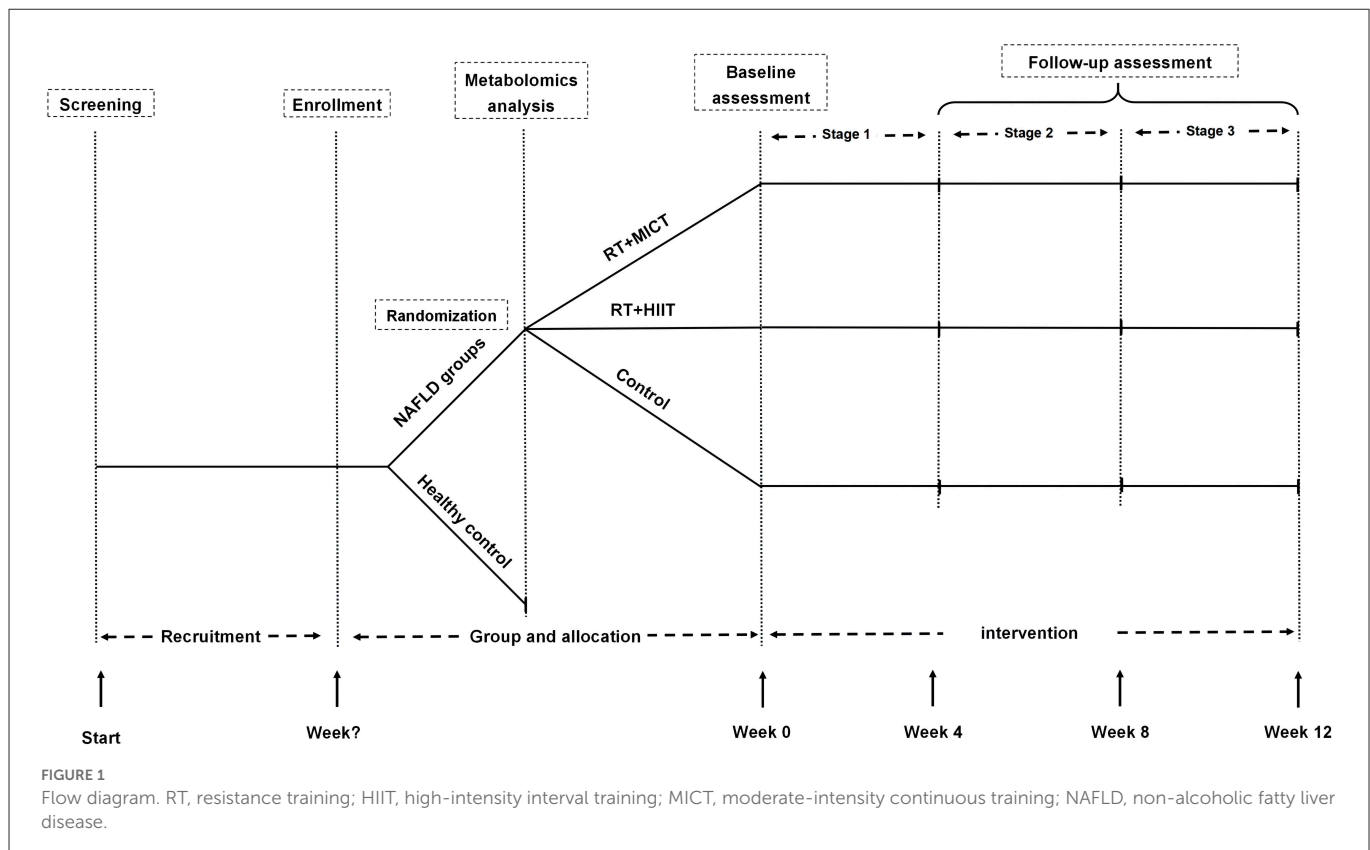 Screening
Enrollment
Metabolomics
analysis
Baseline
assessment
Follow-up assessment
Stage 1
Stage 2
Stage 3
RT+MICT
Randomization
RT+HIIT
NAFLD groups
Control
Healthy control
Recruitment
Group and allocation
intervention
Start
Week?
Week 0
Week 4
Week 8
Week 12
FIGURE 1
Flow diagram. RT, resistance training; HIIT, high-intensity interval training; MICT, moderate-intensity continuous training; NAFLD, non-alcoholic fatty liver
disease.